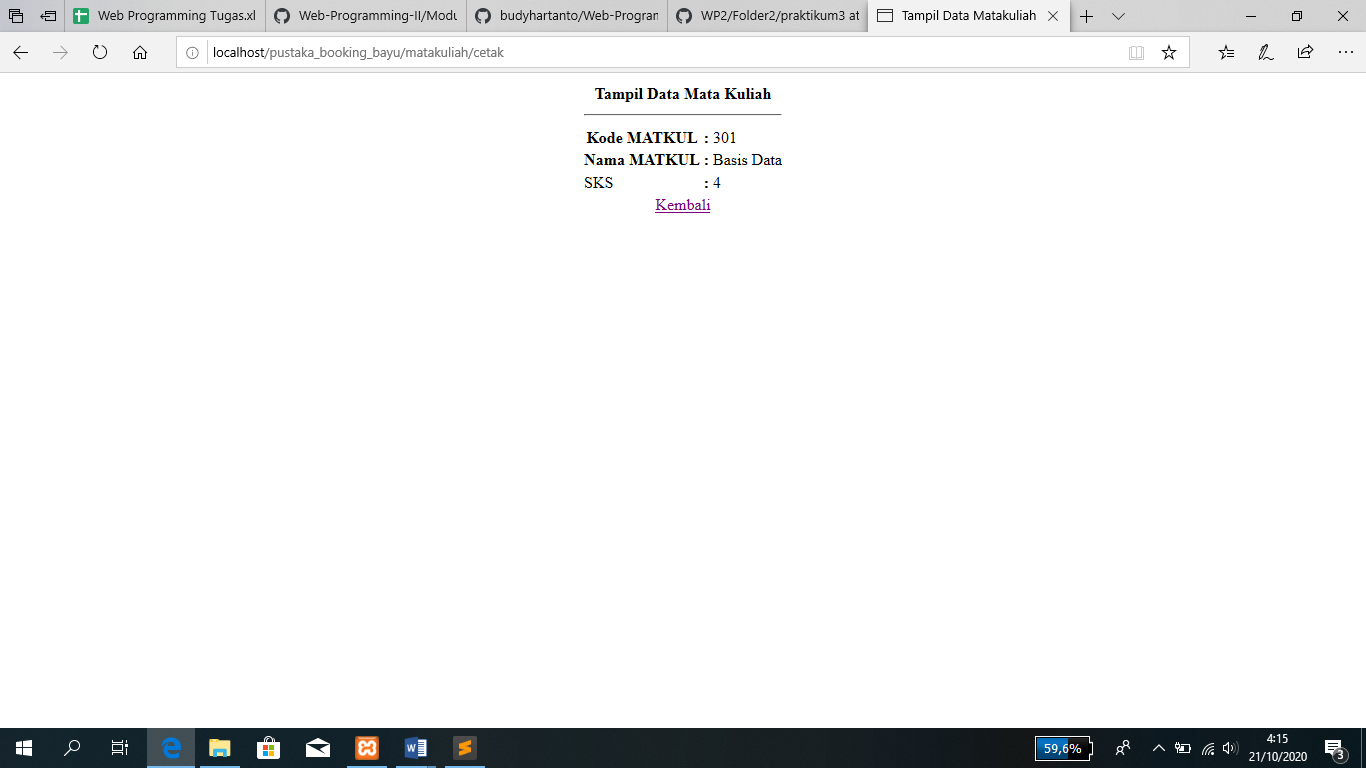 Web Programming Tugas.xl
Web-Programming-II/Modu
budyhartanto/Web-Program
WP2/Folder2/praktikum3 at
Tampil Data Matakuliah
localhost/pustaka_booking_bayu/matakuliah/cetak
Tampil Data Mata Kuliah
Kode MATKUL : 301
Nama MATKUL : Basis Data
SKS : 4
Kembali
59,6%
4:15
21/10/2020
3